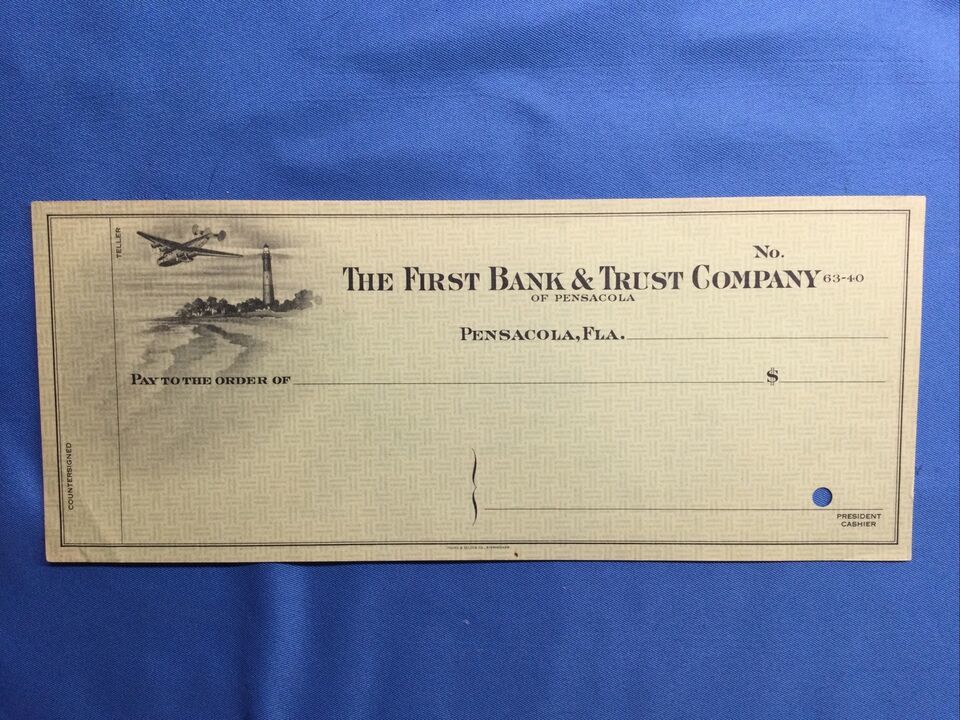 TELLER
No.
THE FIRST BANK & TRUST COMPANY 63-40
OF PENSACOLA
PENSACOLA, FLA.
PAY TO THE ORDER OF $
COUNTERSIGNED
PRESIDENT
CASHIER